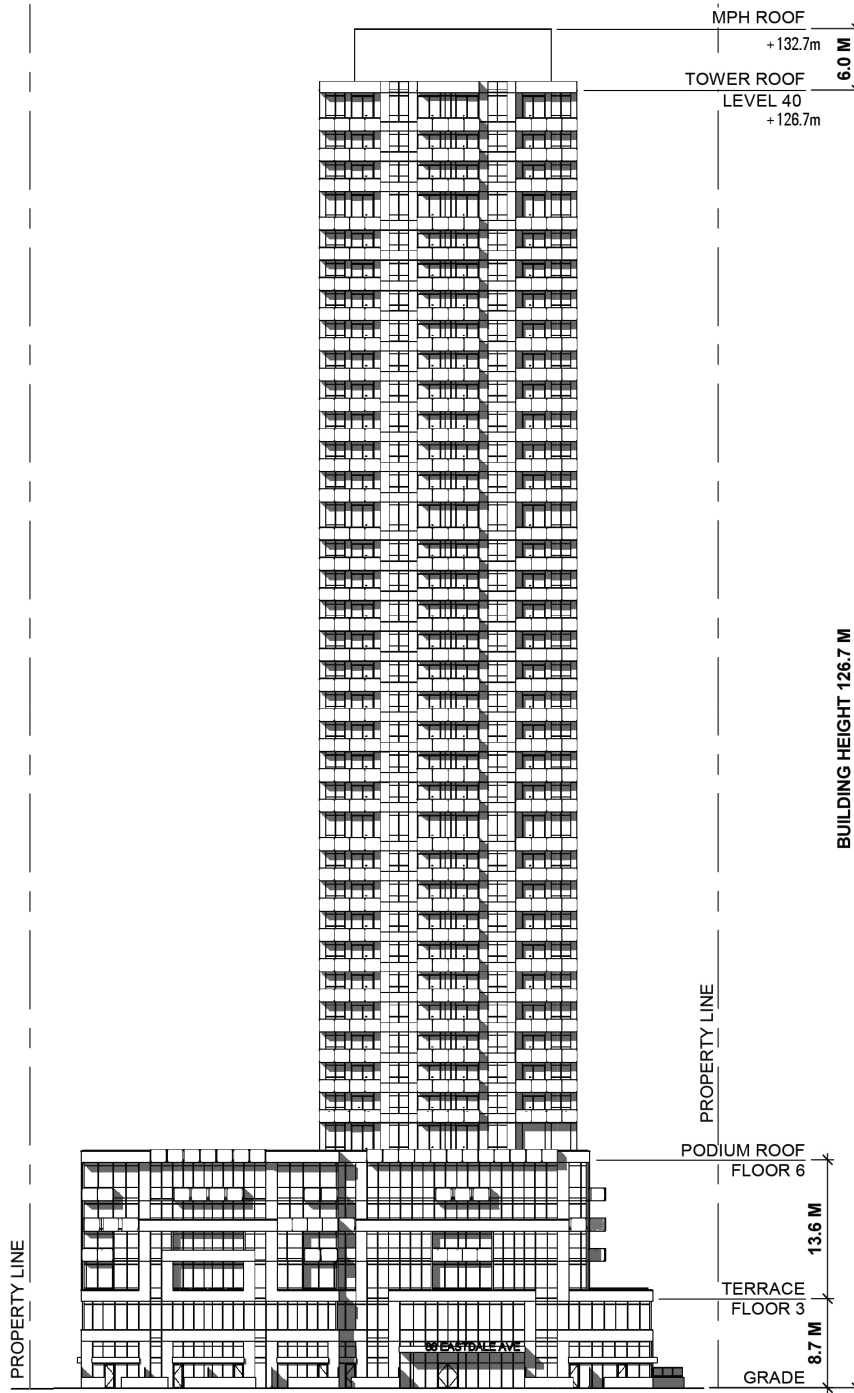 MPH ROOF
+132.7m
6.0 M
TOWER ROOF
LEVEL 40
+126.7m
BUILDING HEIGHT 126.7 M
PROPERTY LINE
PODIUM ROOF
FLOOR 6
13.6 M
PROPERTY LINE
TERRACE
FLOOR 3
8.7 M
88 EASTDALE AVE
GRADE